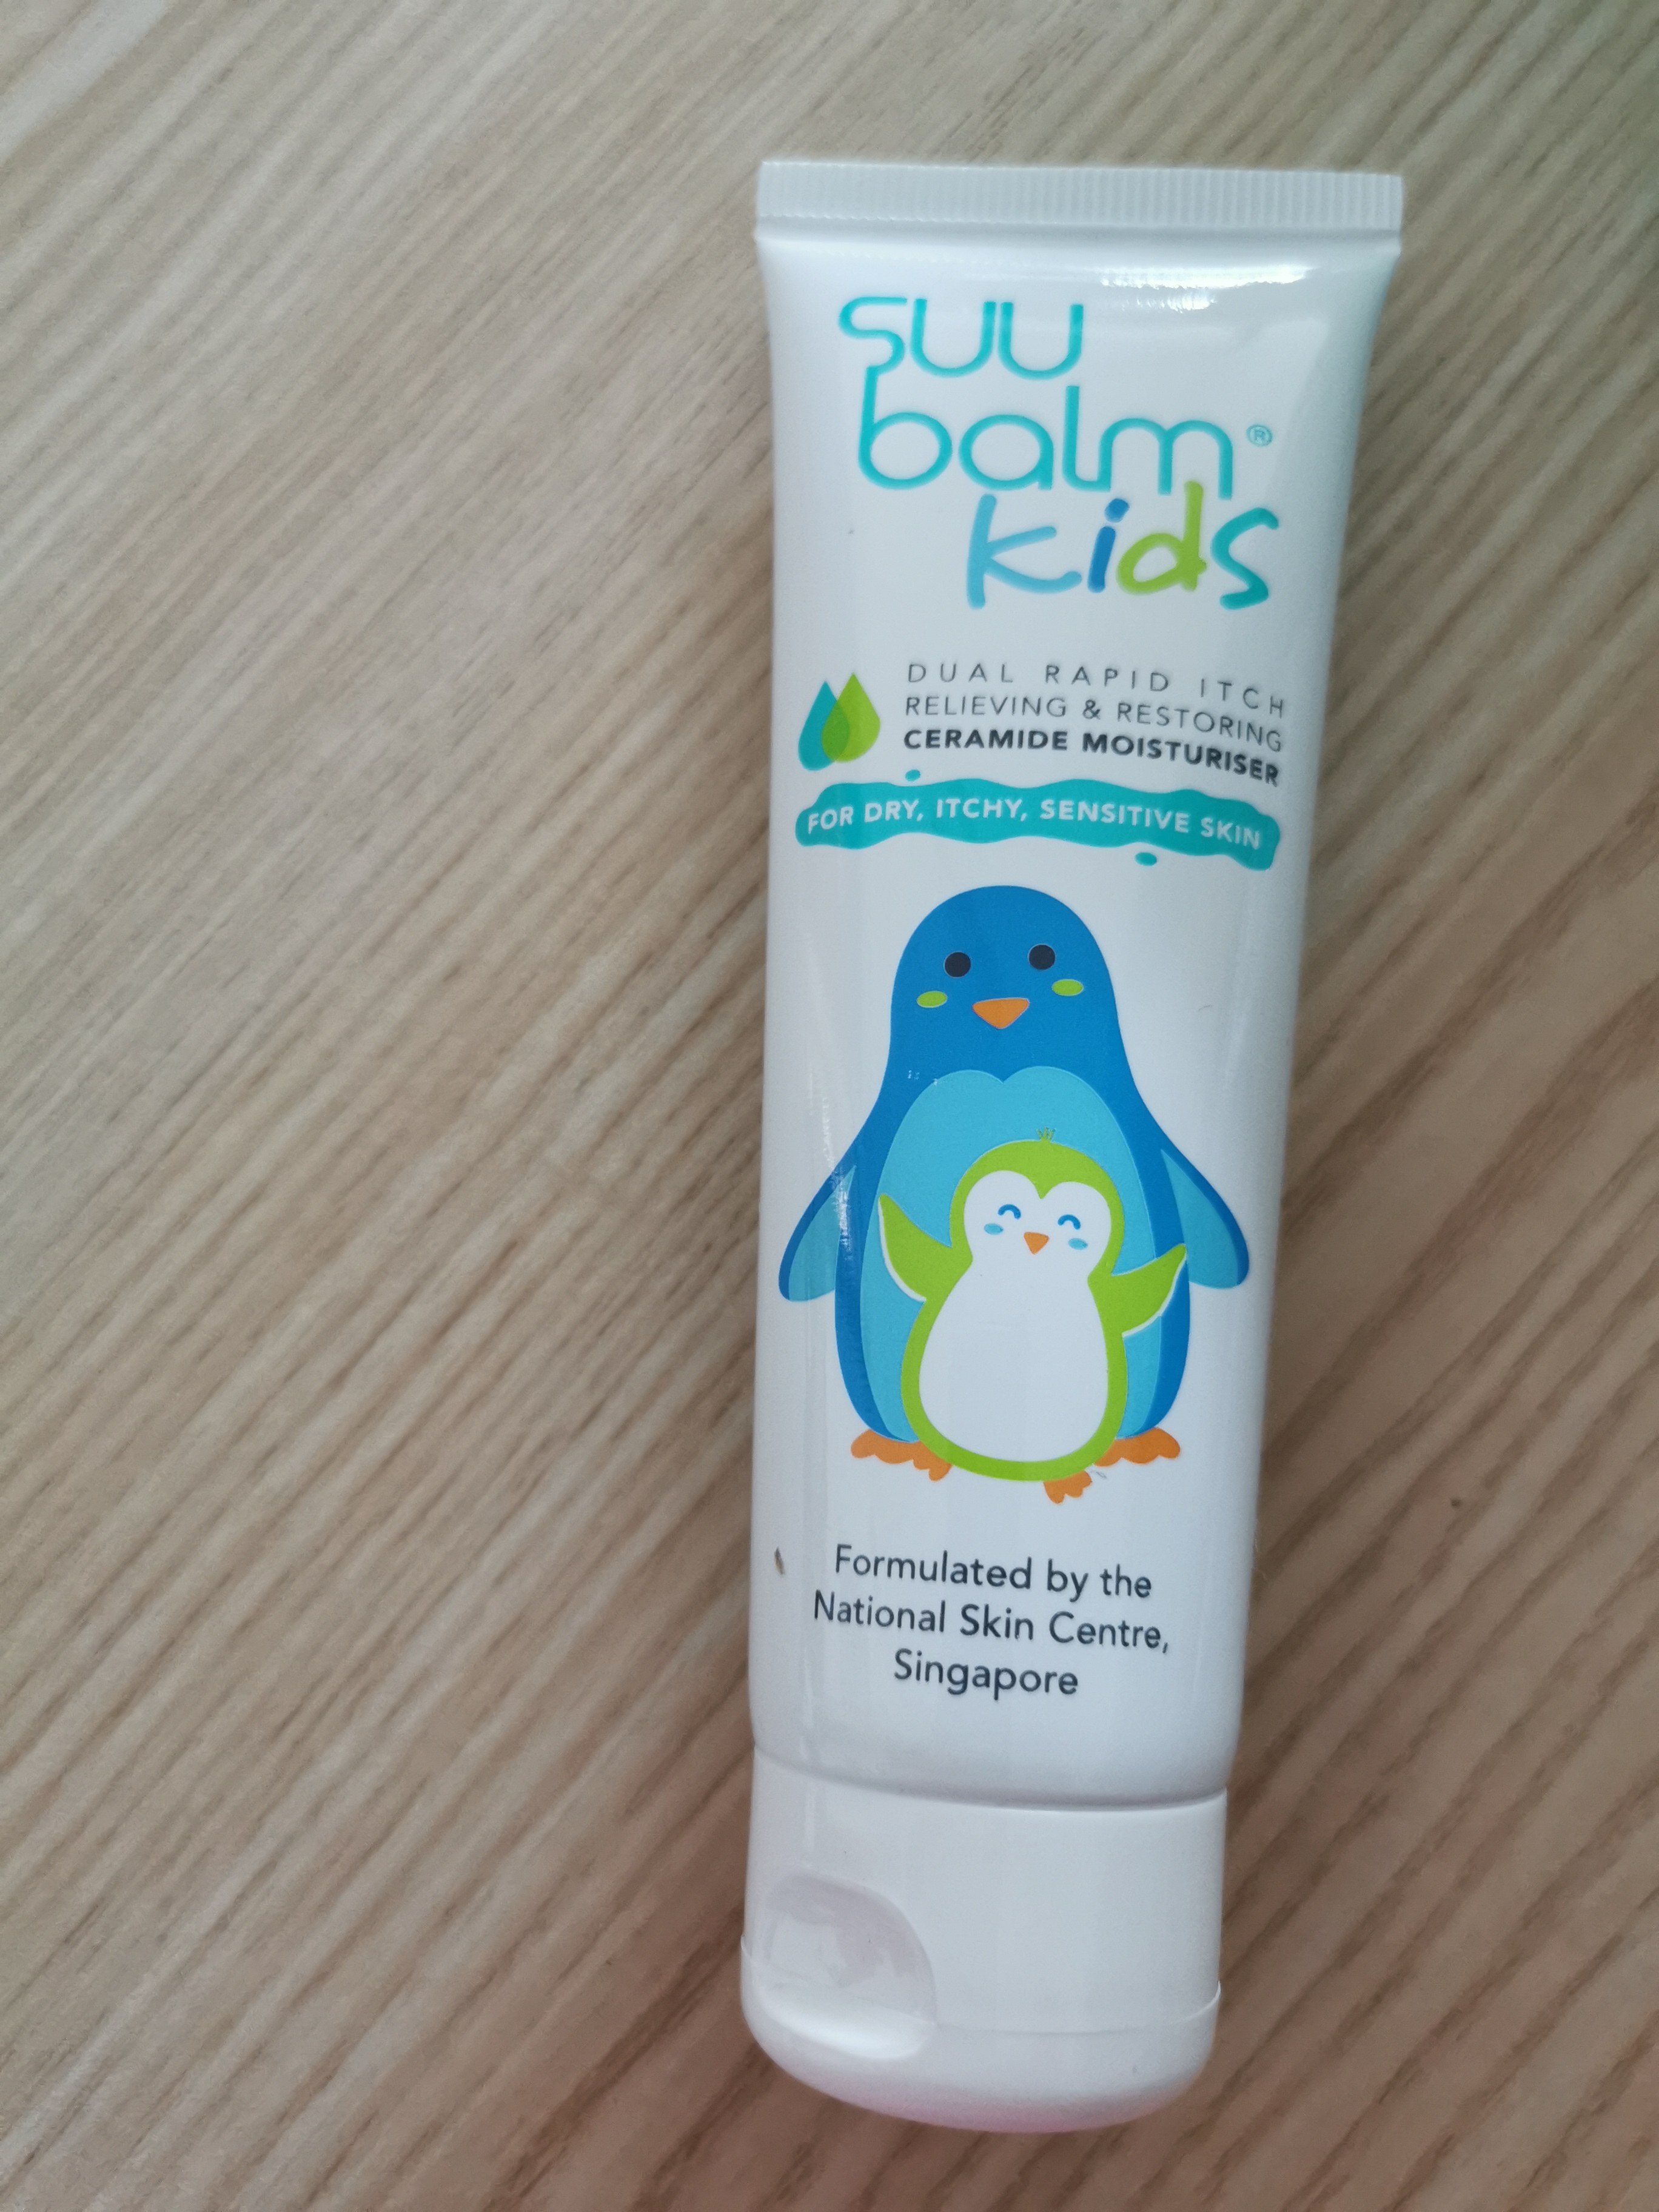 suu
balm®
kids
DUAL RAPID ITCH
RELIEVING & RESTORING
CERAMIDE MOISTURISER
FOR DRY, ITCHY, SENSITIVE SKIN
Formulated by the
National Skin Centre,
Singapore